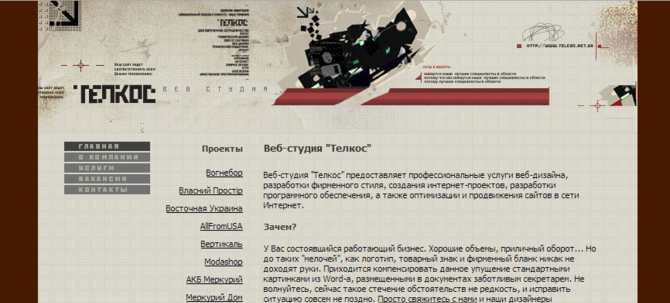 ТЕЛКОС
HTTP://WWW.TELCOS.NET.UA
ТЕЛКОС ВЕБ СТУДИЯ
ГЛАВНАЯ
О КОМПАНИИ
УСЛУГИ
ВАКАНСИИ
КОНТАКТЫ
Проекты
Вогнебор
Власний Простір
Восточная Украина
AllFromUSA
Вертикаль
Modashop
АКБ Меркурий
Меркурий Дом
Веб-студия "Телкос"
Веб-студия "Телкос" предоставляет профессиональные услуги веб-дизайна,
разработки фирменного стиля, создания интернет-проектов, разработки
программного обеспечения, а также оптимизации и продвижения сайтов в сети
Интернет.
Зачем?
У Вас состоявшийся работающий бизнес. Хорошие объемы, приличный оборот... Но
до таких "мелочей", как логотип, товарный знак и фирменный бланк никак не
доходят руки. Приходится компенсировать данное упущение стандартными
картинками из Word-а, размещенными в документах заботливым секретарем. Не
волнуйтесь, сейчас такое стечение обстоятельств не редкость, и исправить
ситуацию совсем не поздно. Просто свяжитесь с нами и наши дизайнеры